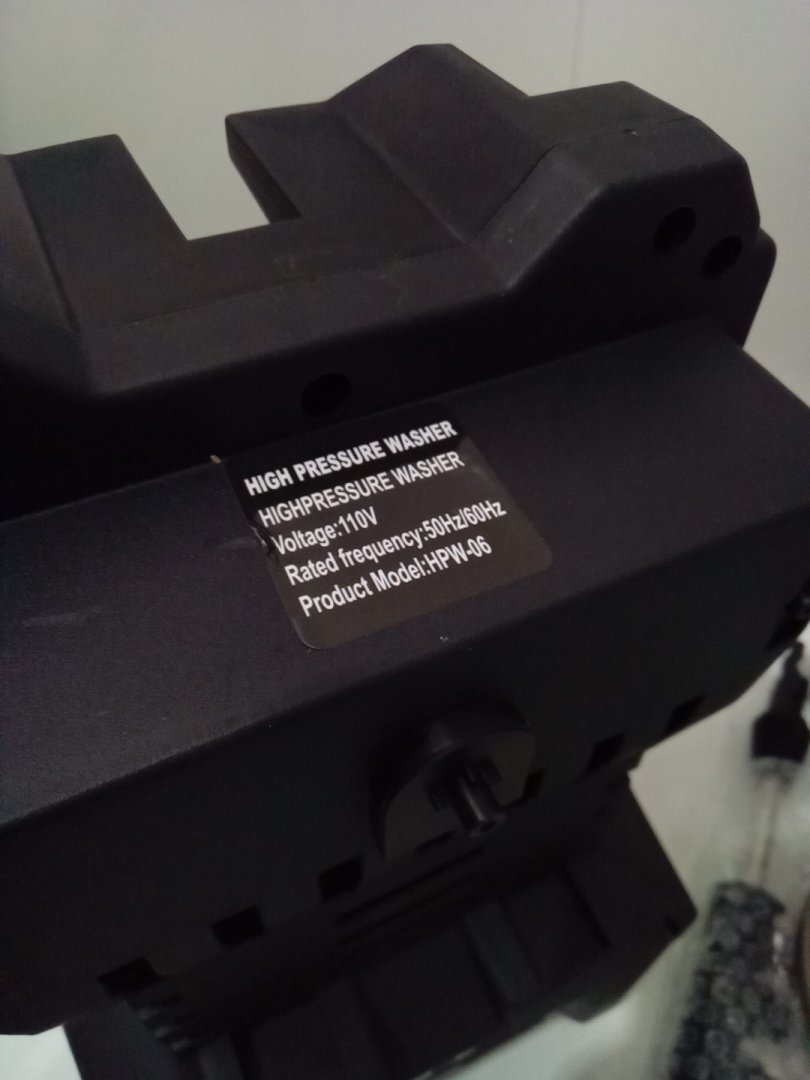 HIGH PRESSURE WASHER
HIGHPRESSURE WASHER
Voltage:110V
Rated frequency:50Hz/60Hz
Product Model:HPW-06